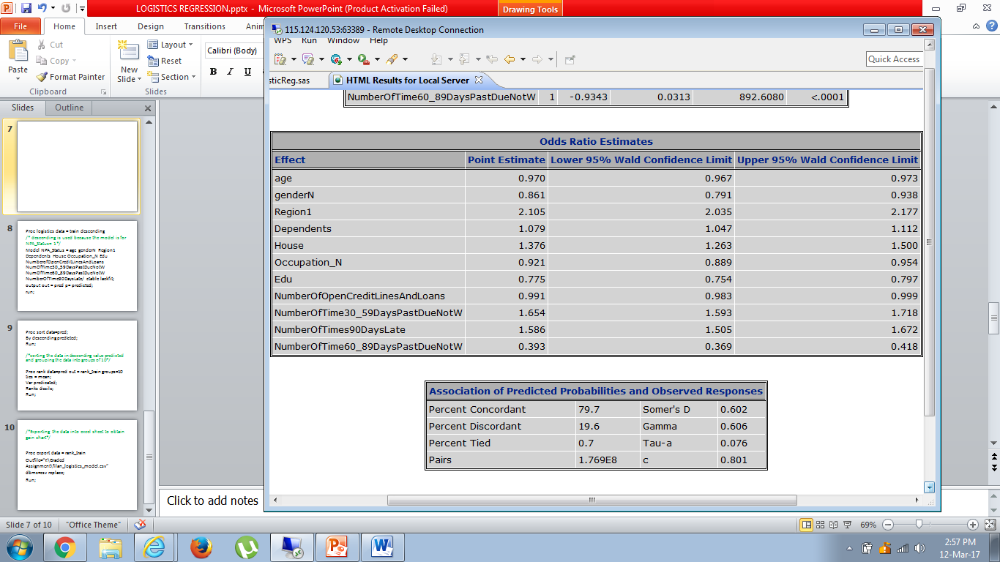 LOGISTICS REGRESSION.pptx - Microsoft PowerPoint (Product Activation Failed)
Drawing Tools
File Home Insert Design Transitions Anim
Paste
Cut
Copy
Format Painter
Clipboard
New Slide
Layout
Reset
Section
Slides
Calibri (Body)
B I U
Slides Outline
7
8
Proc logistics data = train descending
/* descending is used because the model is for
NPA_Status= 1*/
Model NPA_Status = age genderN Region1
Dependents House Occupation_N Edu
NumberofOpenCreditLinesAndLoans
NumOfTime30_59DaysPastDueNotW
NumOfTime60_89DaysPastDueNotW
NumberOfTime90DaysLate/ ctable lackfit;
output out = pred p= predicted;
run;
9
Proc sort data=pred;
By descending predicted;
Run;
/*sorting the data in descending value predicted
and grouping the data into groups of 10*/
Proc rank data=pred out = rank_train groups=10
ties = mean;
Var predicated;
Ranks decile;
Run;
10
/*Exporting the data into excel sheet to obtain
gain chart*/
Proc export data = rank_train
dbms=csv replace;
Run;
115.124.120.53:63389 - Remote Desktop Connection
WPS Run Window Help
Quick Access
sticReg.sas
HTML Results for Local Server
NumberOfTime60_89DaysPastDueNotW 1 -0.9343 0.0313 892.6080 <.0001
Odds Ratio Estimates
Effect Point Estimate Lower 95% Wald Confidence Limit Upper 95% Wald Confidence Limit
age 0.970 0.967 0.973
genderN 0.861 0.791 0.938
Region1 2.105 2.035 2.177
Dependents 1.079 1.047 1.112
House 1.376 1.263 1.500
Occupation_N 0.921 0.889 0.954
Edu 0.775 0.754 0.797
NumberOfOpenCreditLinesAndLoans 0.991 0.983 0.999
NumberOfTime30_59DaysPastDueNotW 1.654 1.593 1.718
NumberOfTimes90DaysLate 1.586 1.505 1.672
NumberOfTime60_89DaysPastDueNotW 0.393 0.369 0.418
Association of Predicted Probabilities and Observed Responses
Percent Concordant 79.7 Somer's D 0.602
Percent Discordant 19.6 Gamma 0.606
Percent Tied 0.7 Tau-a 0.076
Pairs 1.769E8 c 0.801
Click to add notes
Slide 7 of 10 "Office Theme" 69%
2:57 PM
12-Mar-17